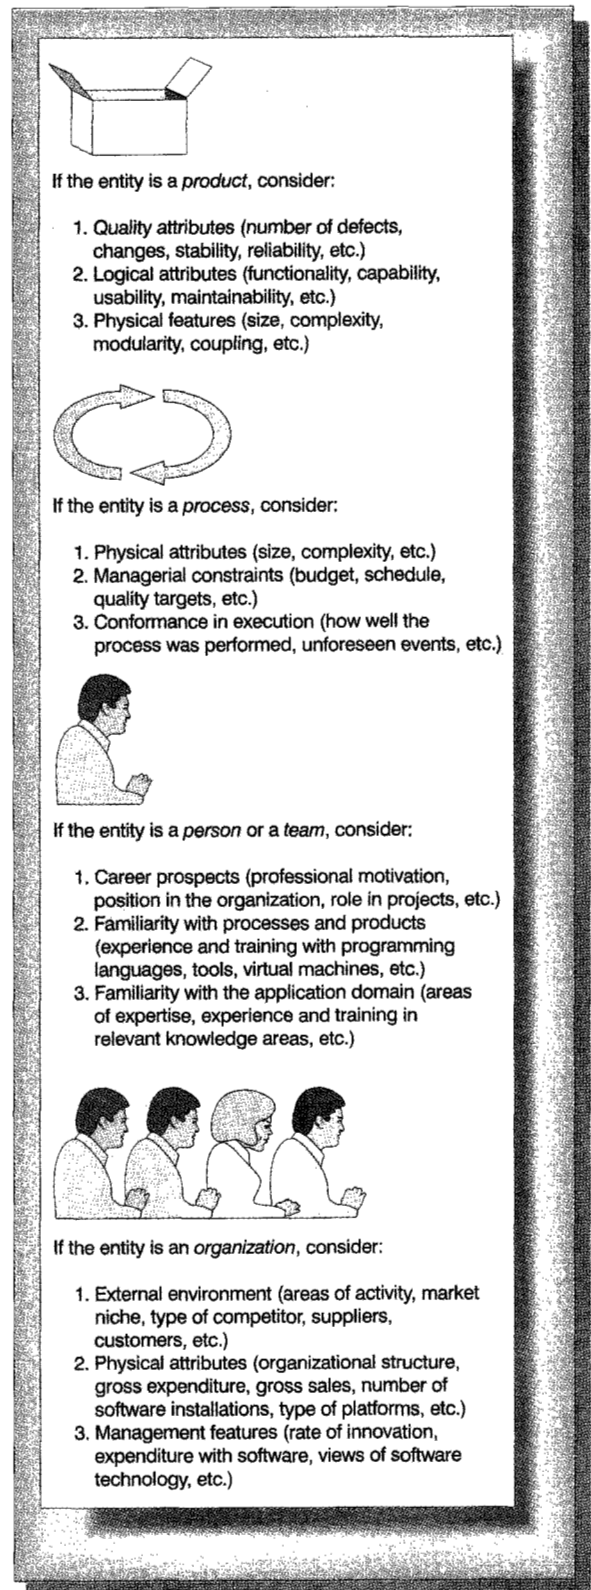 If the entity is a product, consider:
1. Quality attributes (number of defects,
changes, stability, reliability, etc.)
2. Logical attributes (functionality, capability,
usability, maintainability, etc.)
3. Physical features (size, complexity,
modularity, coupling, etc.)
If the entity is a process, consider:
1. Physical attributes (size, complexity, etc.)
2. Managerial constraints (budget, schedule,
quality targets, etc.)
3. Conformance in execution (how well the
process was performed, unforeseen events, etc.)
If the entity is a person or a team, consider:
1. Career prospects (professional motivation,
position in the organization, role in projects, etc.)
2. Familiarity with processes and products
(experience and training with programming
languages, tools, virtual machines, etc.)
3. Familiarity with the application domain (areas
of expertise, experience and training in
relevant knowledge areas, etc.)
If the entity is an organization, consider:
1. External environment (areas of activity, market
niche, type of competitor, suppliers,
customers, etc.)
2. Physical attributes (organizational structure,
gross expenditure, gross sales, number of
software installations, type of platforms, etc.)
3. Management features (rate of innovation,
expenditure with software, views of software
technology, etc.)